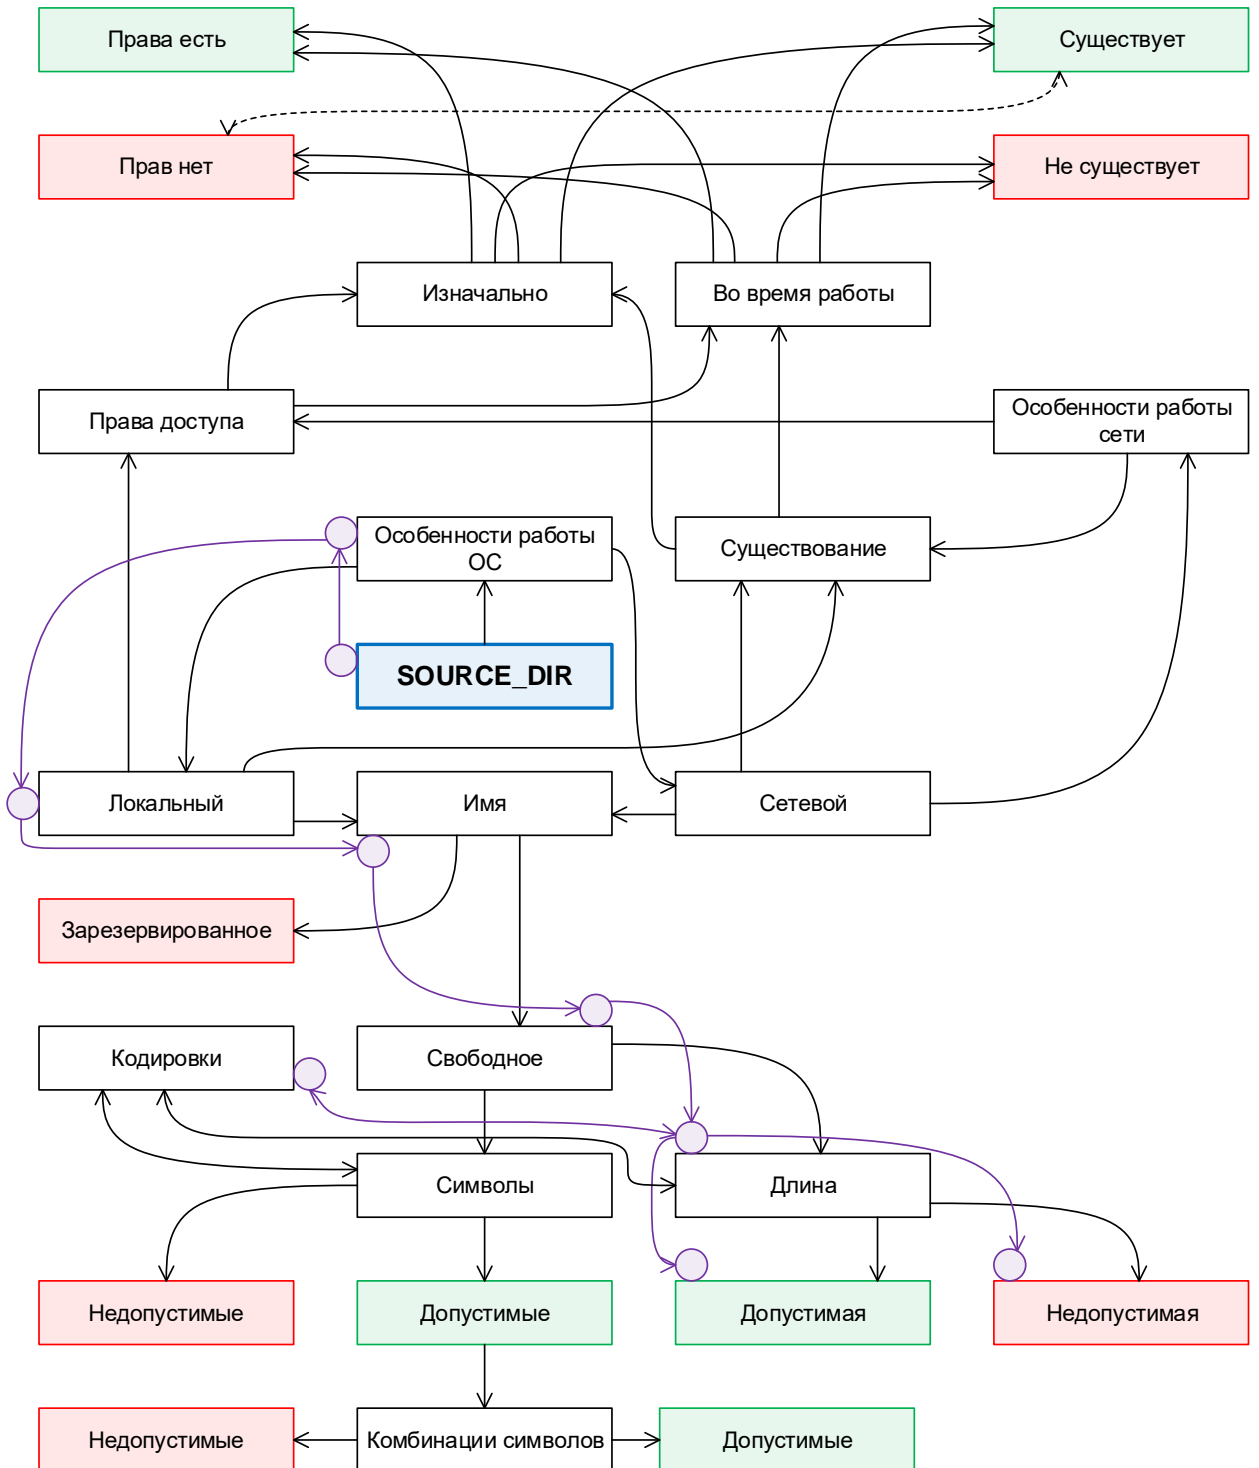 Права есть
Существует
Прав нет
Не существует
Изначально
Во время работы
Права доступа
Особенности работы
сети
Особенности работы
ОС
Существование
SOURCE_DIR
Локальный
Имя
Сетевой
Зарезервированное
Кодировки
Свободное
Символы
Длина
Недопустимые
Допустимые
Допустимая
Недопустимая
Недопустимые
Комбинации символов
Допустимые